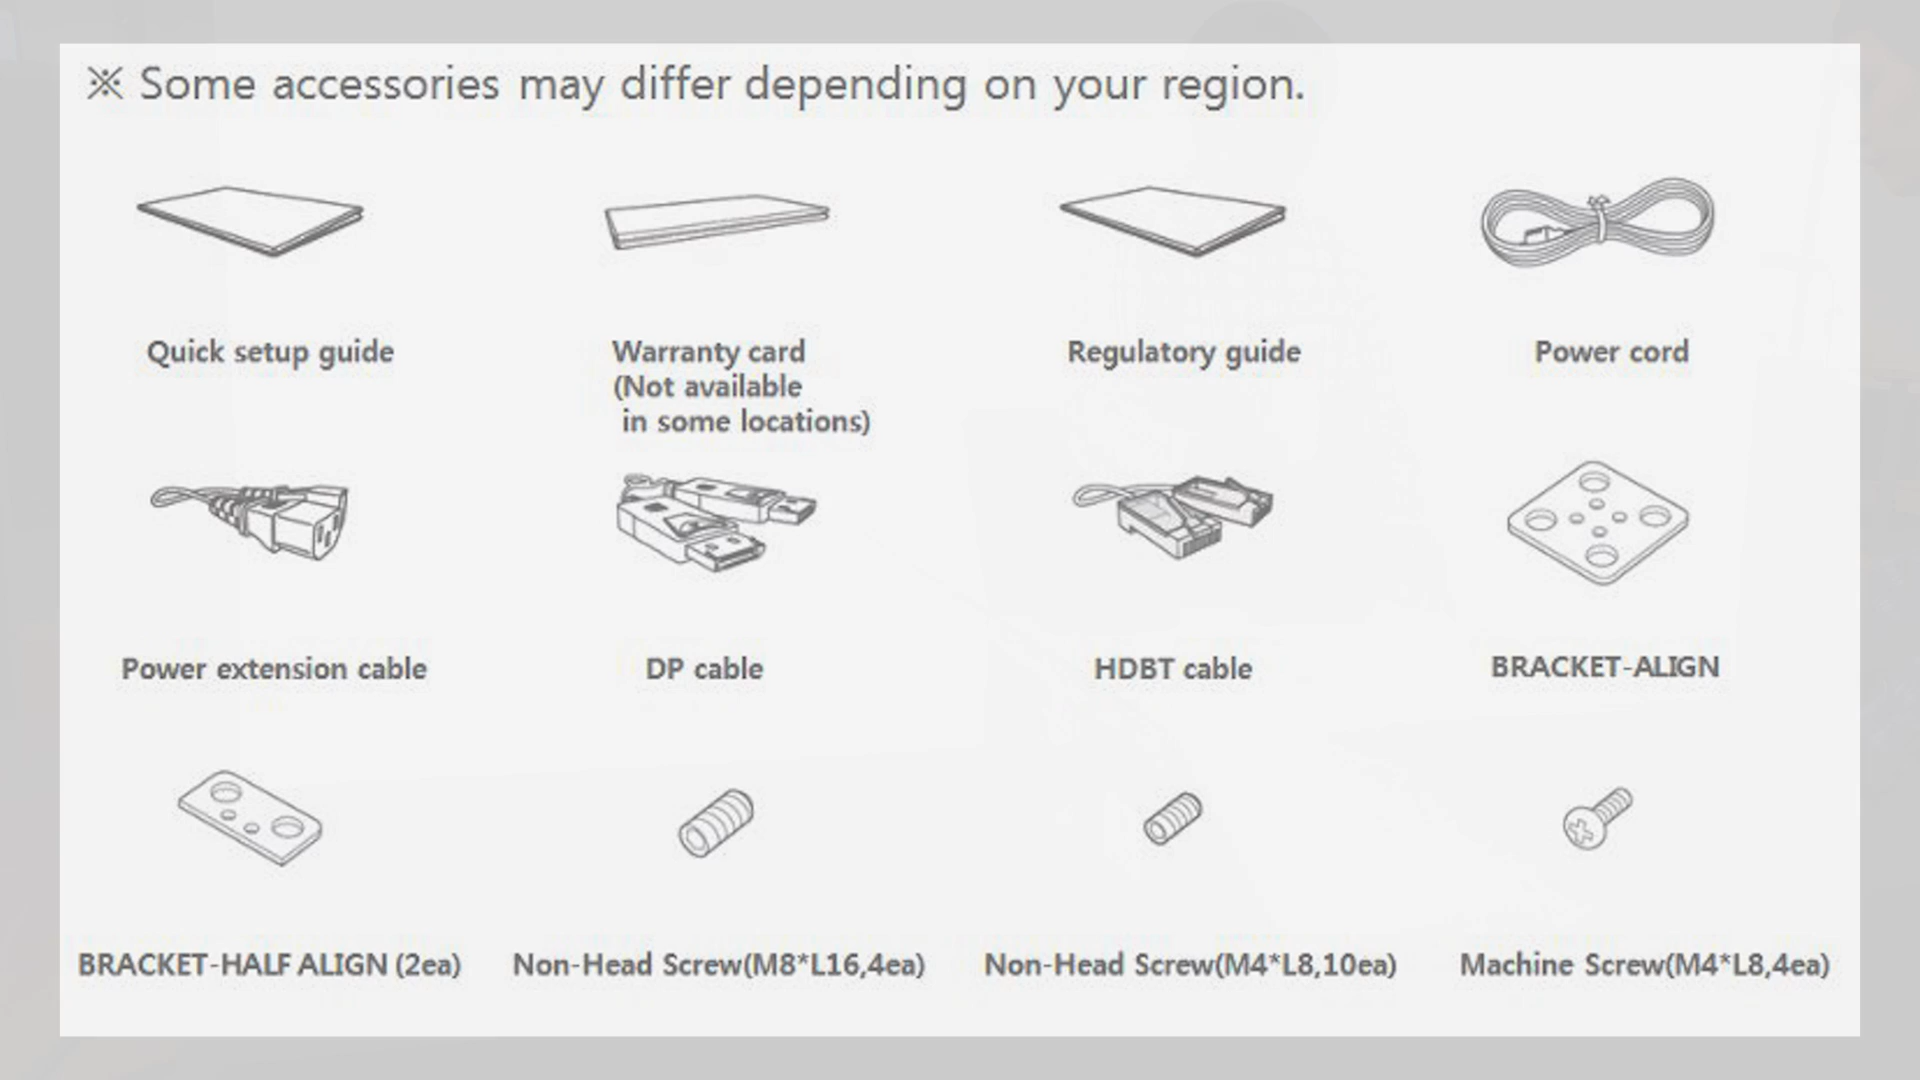 ※ Some accessories may differ depending on your region.
Quick setup guide
Warranty card
(Not available
in some locations)
Regulatory guide
Power cord
Power extension cable
DP cable
HDBT cable
BRACKET-ALIGN
BRACKET-HALF ALIGN (2ea)
Non-Head Screw(M8*L16,4ea)
Non-Head Screw(M4*L8,10ea)
Machine Screw(M4*L8,4ea)